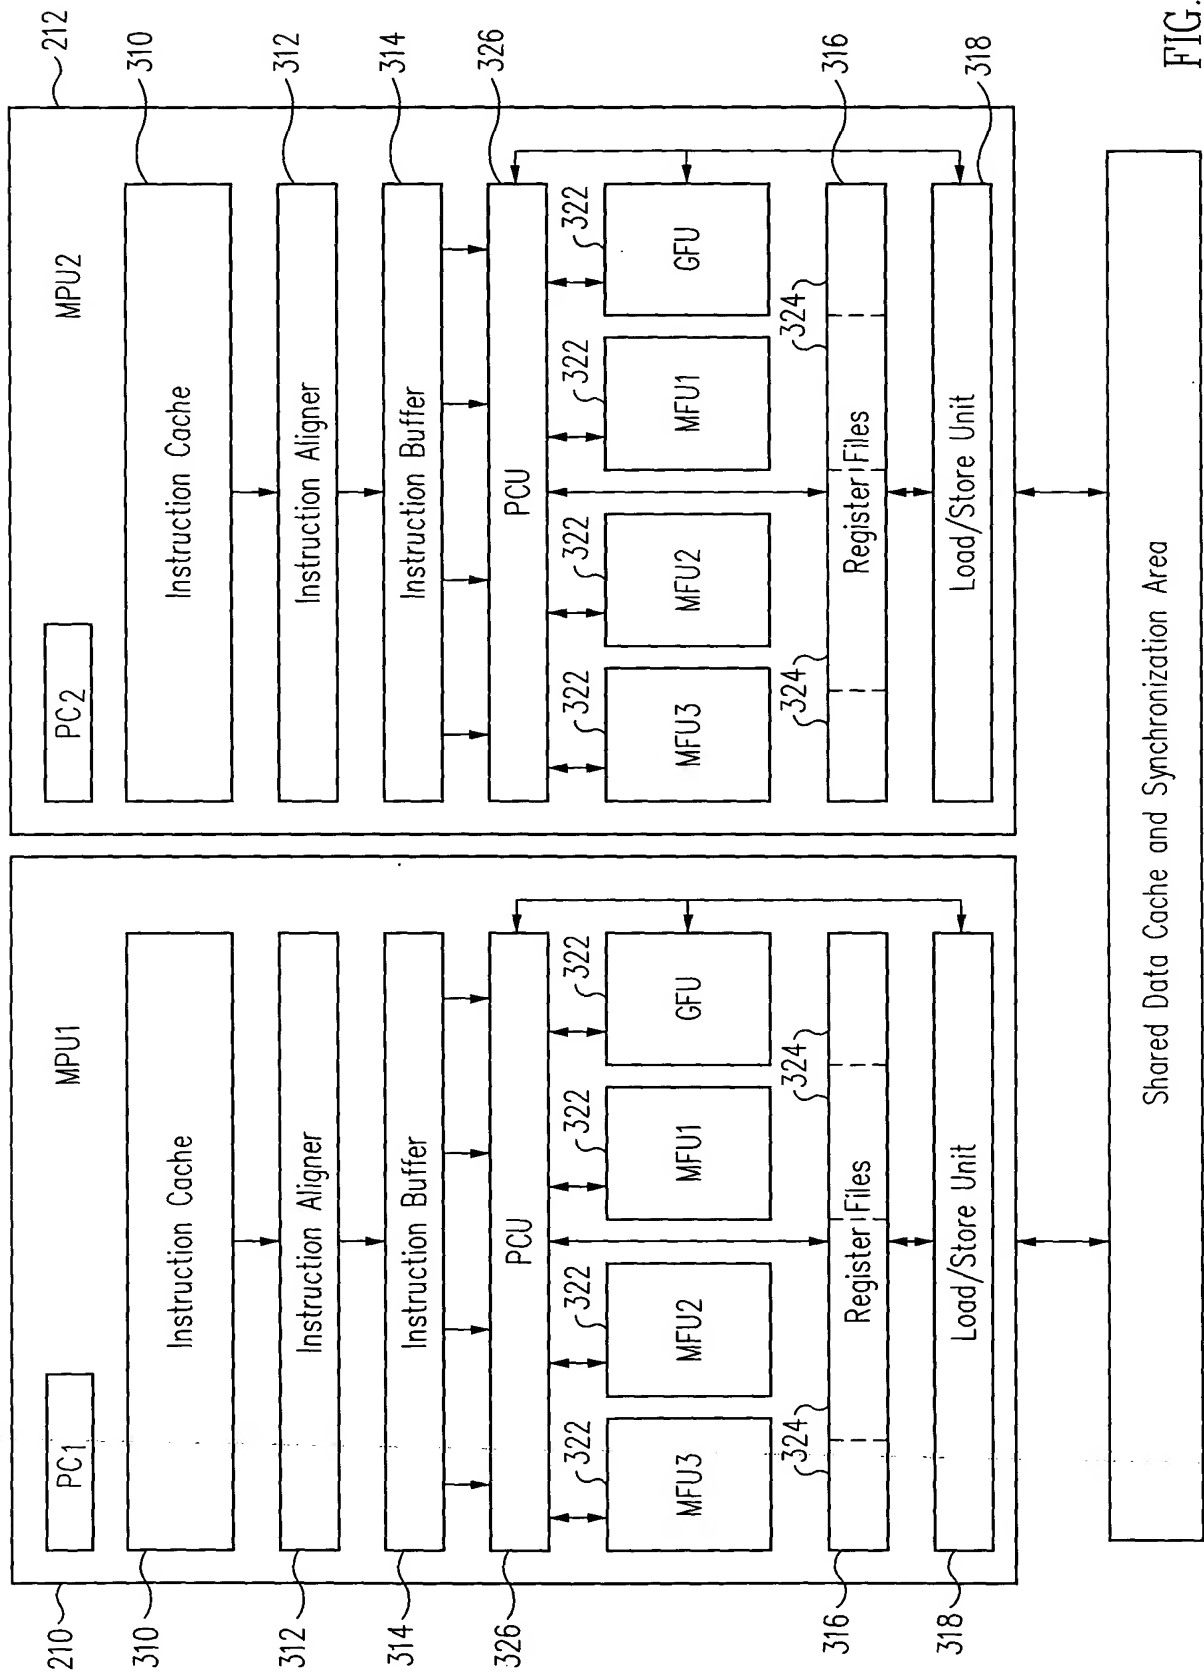 210
MPU1
PC1
310
Instruction Cache
312
Instruction Aligner
314
Instruction Buffer
326
PCU
322
322
322
322
MFU3
MFU2
MFU1
GFU
324
324
316
Register Files
318
Load/Store Unit
212
MPU2
PC2
310
Instruction Cache
312
Instruction Aligner
314
Instruction Buffer
326
PCU
322
322
322
322
MFU3
MFU2
MFU1
GFU
324
324
316
Register Files
318
Load/Store Unit
Shared Data Cache and Synchronization Area
FIG.